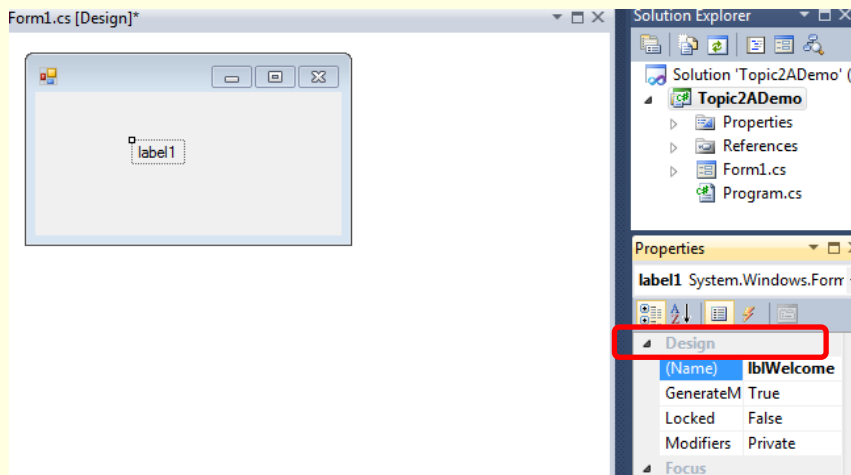 Form1.cs [Design]*
label1
Solution Explorer
Solution 'Topic2ADemo' (
Topic2ADemo
Properties
References
Form1.cs
Program.cs
Properties
label1 System.Windows.Form
Design
(Name) lblWelcome
GenerateM True
Locked False
Modifiers Private
Focus